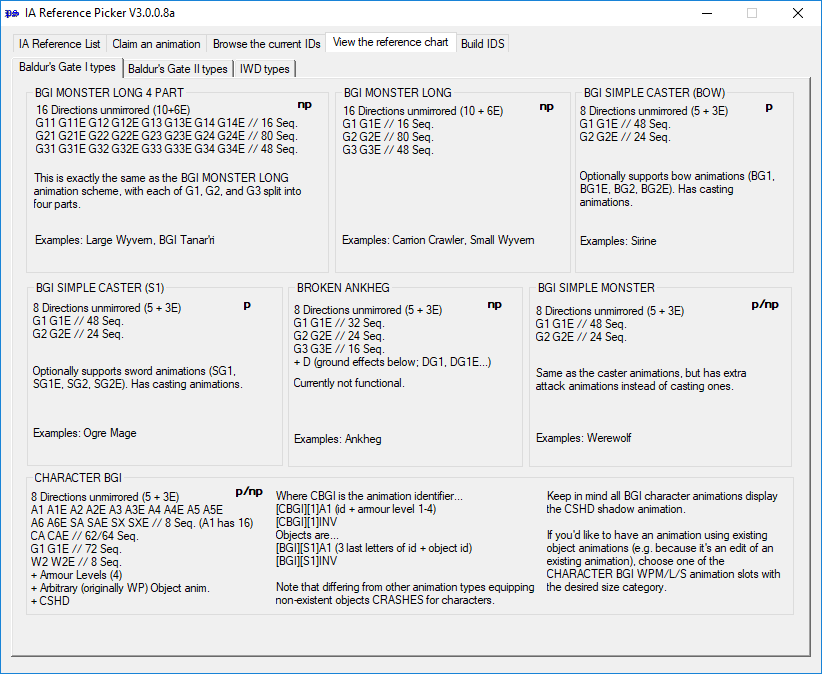 IA Reference Picker V3.0.0.8a
IA Reference List
Claim an animation
Browse the current IDs
View the reference chart
Build IDS
Baldur's Gate I types
Baldur's Gate II types
IWD types
BGI MONSTER LONG 4 PART
np
16 Directions unmirrored (10+6E)
G11 G11E G12 G12E G13 G13E G14 G14E // 16 Seq.
G21 G21E G22 G22E G23 G23E G24 G24E // 80 Seq.
G31 G31E G32 G32E G33 G33E G34 G34E // 48 Seq.
This is exactly the same as the BGI MONSTER LONG
animation scheme, with each of G1, G2, and G3 split into
four parts.
Examples: Large Wyvern, BGI Tanar'ri
BGI MONSTER LONG
np
16 Directions unmirrored (10 + 6E)
G1 G1E // 16 Seq.
G2 G2E // 80 Seq.
G3 G3E // 48 Seq.
Examples: Carrion Crawler, Small Wyvern
BGI SIMPLE CASTER (BOW)
p
8 Directions unmirrored (5 + 3E)
G1 G1E // 48 Seq.
G2 G2E // 24 Seq.
Optionally supports bow animations (BG1,
BG1E, BG2, BG2E). Has casting
animations.
Examples: Sirine
BGI SIMPLE CASTER (S1)
p
8 Directions unmirrored (5 + 3E)
G1 G1E // 48 Seq.
G2 G2E // 24 Seq.
Optionally supports sword animations (SG1,
SG1E, SG2, SG2E). Has casting animations.
Examples: Ogre Mage
BROKEN ANKHEG
np
8 Directions unmirrored (5 + 3E)
G1 G1E // 32 Seq.
G2 G2E // 24 Seq.
G3 G3E // 16 Seq.
+ D (ground effects below; DG1, DG1E...)
Currently not functional.
Examples: Ankheg
BGI SIMPLE MONSTER
p/np
8 Directions unmirrored (5 + 3E)
G1 G1E // 48 Seq.
G2 G2E // 24 Seq.
Same as the caster animations, but has extra
attack animations instead of casting ones.
Examples: Werewolf
CHARACTER BGI
p/np
8 Directions unmirrored (5 + 3E)
A1 A1E A2 A2E A3 A3E A4 A4E A5 A5E
A6 A6E SA SAE SX SXE // 8 Seq. (A1 has 16)
CA CAE // 62/64 Seq.
G1 G1E // 72 Seq.
W2 W2E // 8 Seq.
+ Armour Levels (4)
+ Arbitrary (originally WP) Object anim.
+ CSHD
Where CBGI is the animation identifier...
[CBGI][1]A1 (id + amour level 1-4)
[CBGI][1]INV
Objects are...
[BGI][S1]A1 (3 last letters of id + object id)
[BGI][S1]INV
Note that differing from other animation types equipping
non-existent objects CRASHES for characters.
Keep in mind all BGI character animations display
the CSHD shadow animation.
If you'd like to have an animation using existing
object animations (e.g. because it's an edit of an
existing animation), choose one of the
CHARACTER BGI WPM/L/S animation slots with
the desired size category.